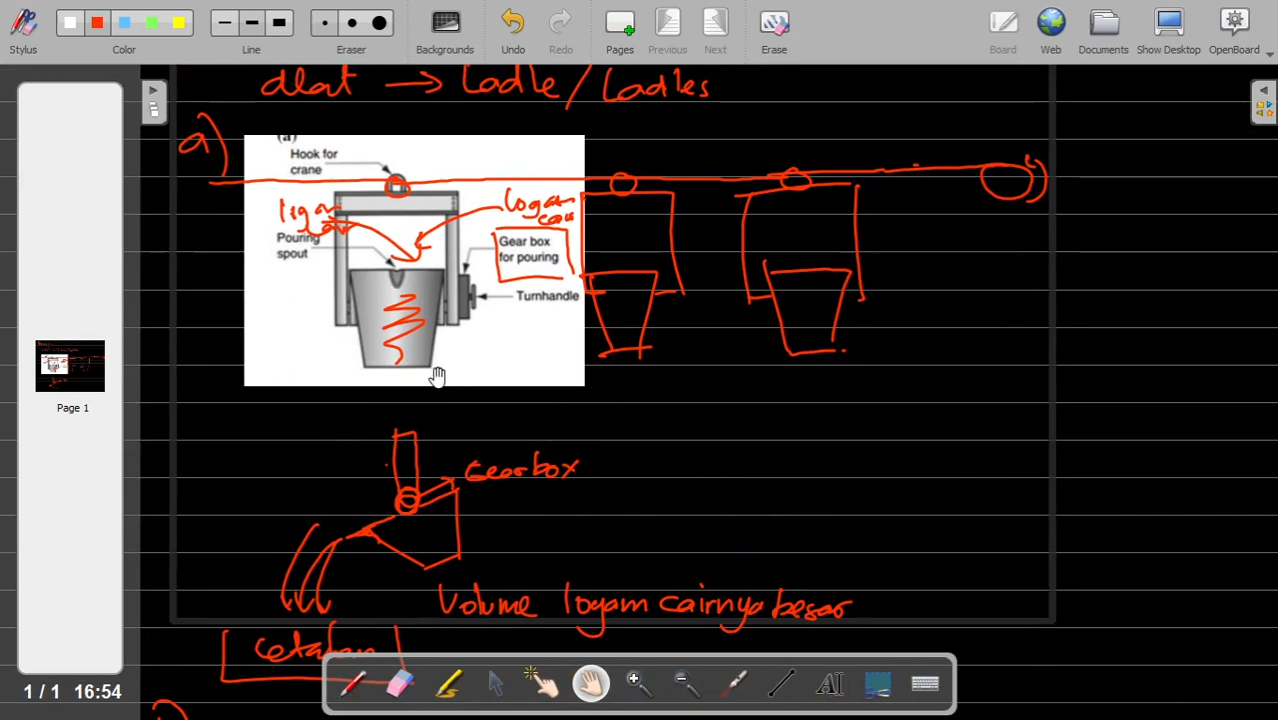 Stylus
Color
Line
Eraser
Backgrounds
Undo
Redo
Pages
Previous
Next
Erase
Board
Web
Documents
Show Desktop
OpenBoard
→ Ladle / Ladles
a)
(a)
Hook for
crane
logam
logam
cair
Pouring
spout
Gear box
for pouring
Turnhandle
Page 1
Gearbox
Volume logam cairnya besar
cetakan
1 / 1 16:54